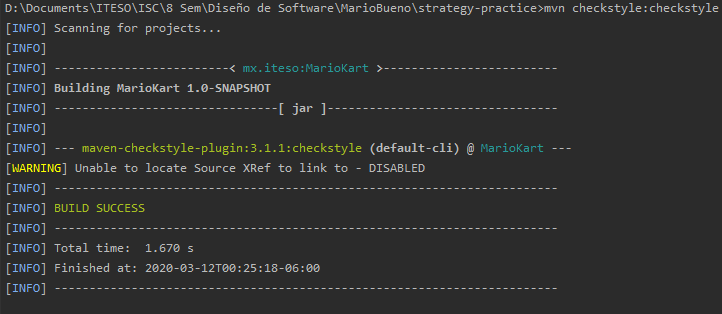 D:\Documents\ITESO\ISC\8 Sem\Diseño de Software\MarioBueno\strategy-practice>mvn checkstyle:checkstyle
[INFO] Scanning for projects...
[INFO]
[INFO] -------------------------< mx.iteso:MarioKart >-------------------------
[INFO] Building MarioKart 1.0-SNAPSHOT
[INFO] --------------------------------[ jar ]---------------------------------
[INFO]
[INFO] --- maven-checkstyle-plugin:3.1.1:checkstyle (default-cli) @ MarioKart ---
[WARNING] Unable to locate Source XRef to link to - DISABLED
[INFO] ------------------------------------------------------------------------
[INFO] BUILD SUCCESS
[INFO] ------------------------------------------------------------------------
[INFO] Total time:  1.670 s
[INFO] Finished at: 2020-03-12T00:25:18-06:00
[INFO] ------------------------------------------------------------------------